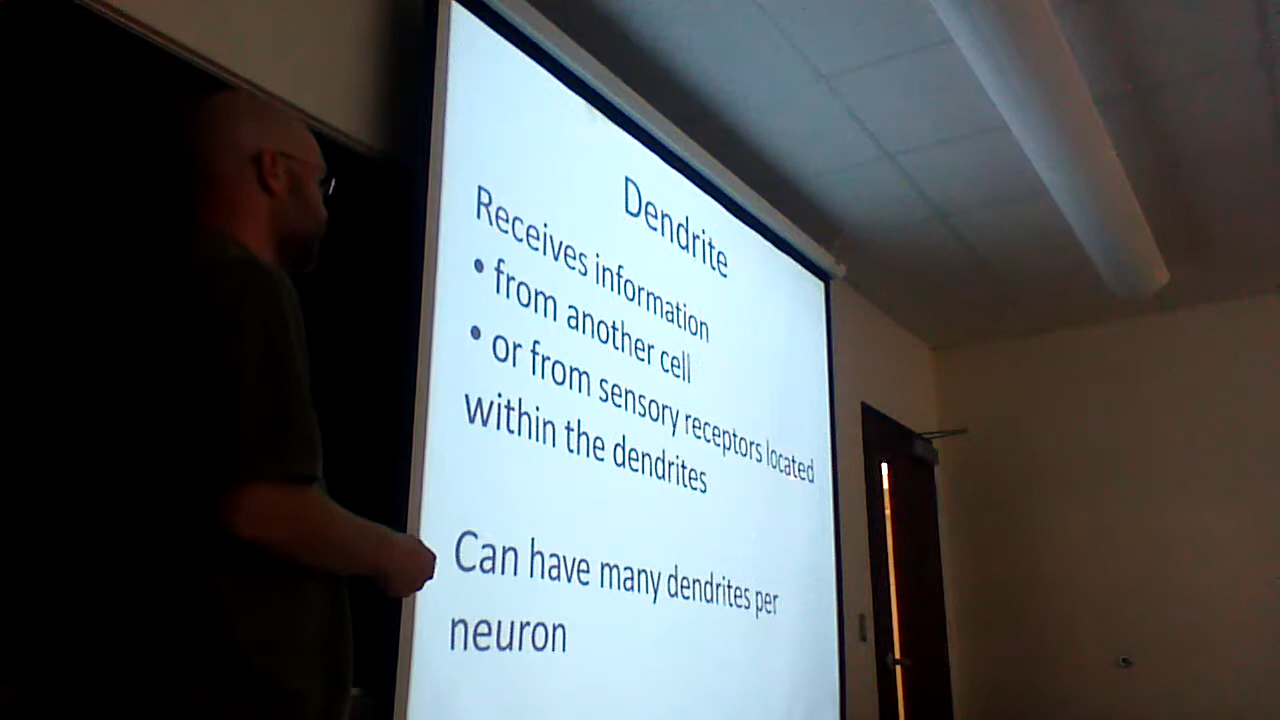 Dendrite
Receives information
• from another cell
• or from sensory receptors located
within the dendrites
Can have many dendrites per
neuron